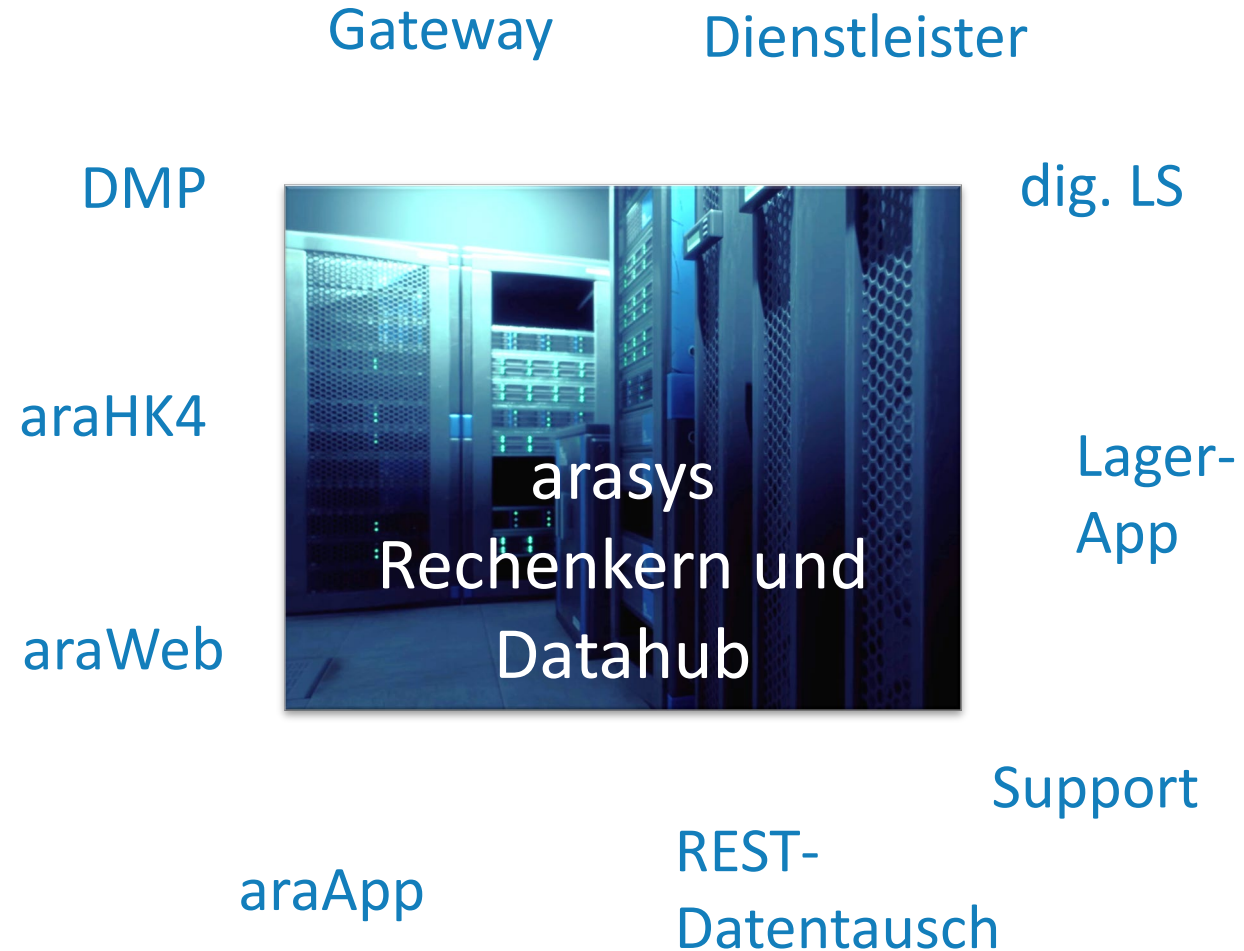 Gateway
Dienstleister
DMP
dig. LS
araHK4
Lager-
App
arasys
Rechenkern und
Datahub
araWeb
Support
REST-
Datentausch
araApp